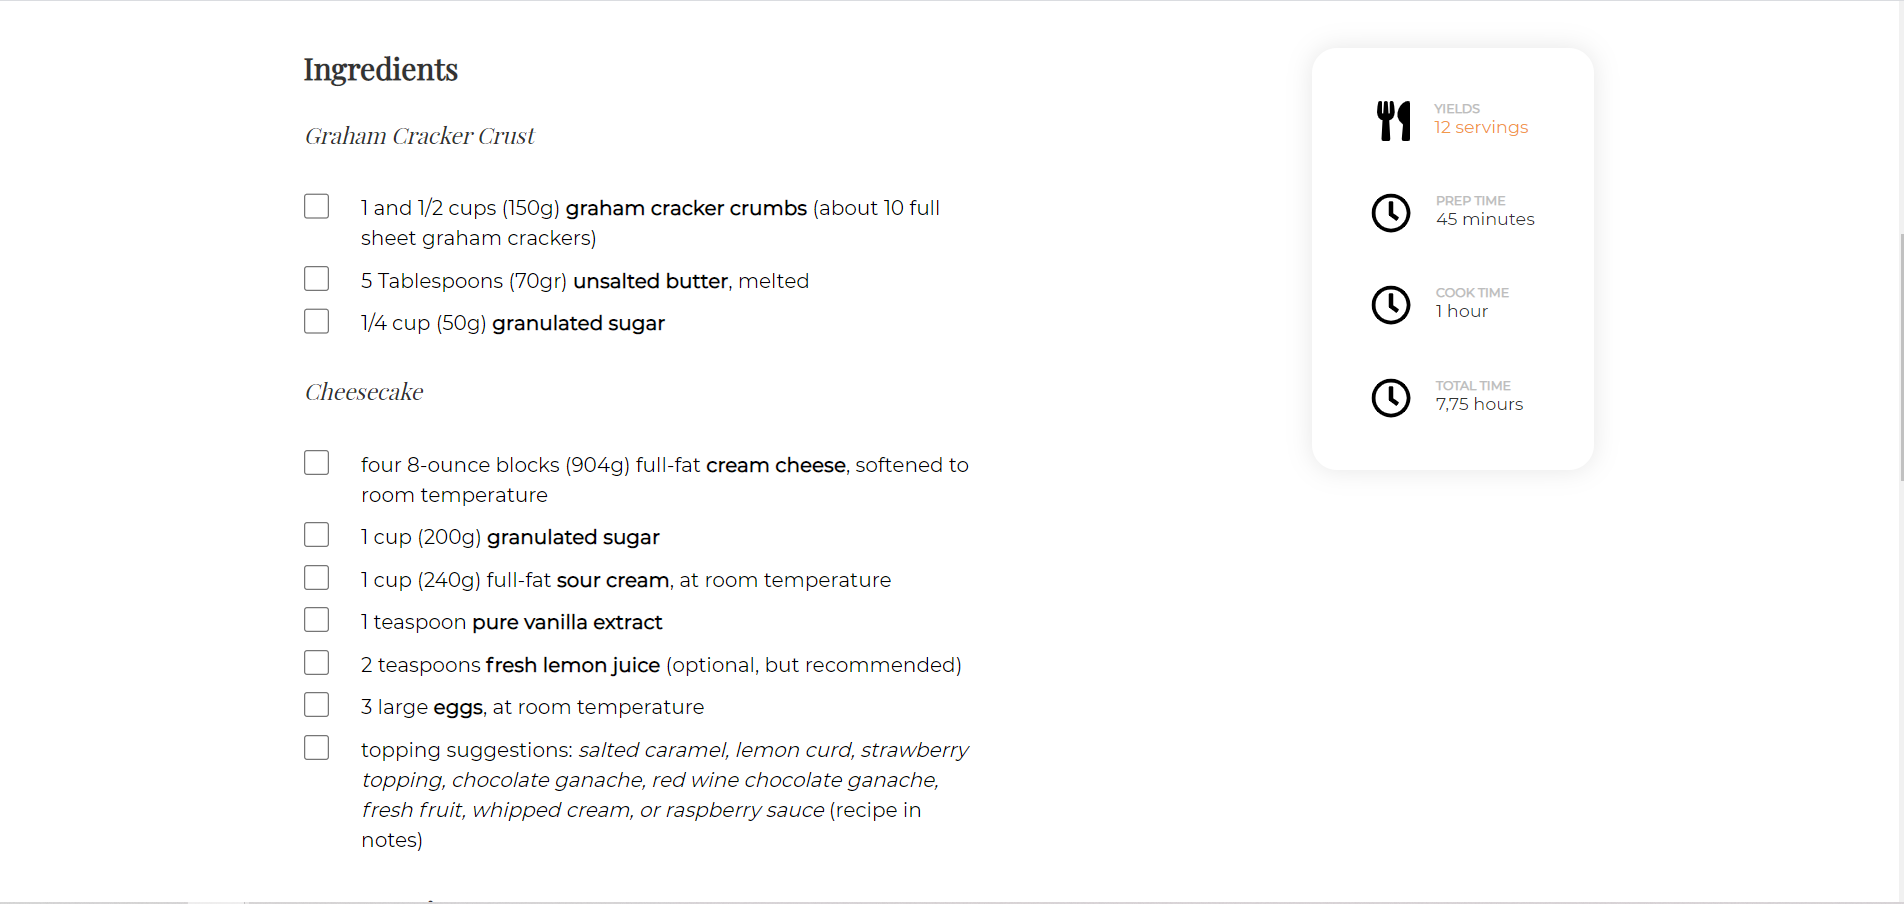 Ingredients
Graham Cracker Crust
1 and 1/2 cups (150g) graham cracker crumbs (about 10 full
sheet graham crackers)
5 Tablespoons (70gr) unsalted butter, melted
1/4 cup (50g) granulated sugar
Cheesecake
four 8-ounce blocks (904g) full-fat cream cheese, softened to
room temperature
1 cup (200g) granulated sugar
1 cup (240g) full-fat sour cream, at room temperature
1 teaspoon pure vanilla extract
2 teaspoons fresh lemon juice (optional, but recommended)
3 large eggs, at room temperature
topping suggestions: salted caramel, lemon curd, strawberry
topping, chocolate ganache, red wine chocolate ganache,
fresh fruit, whipped cream, or raspberry sauce (recipe in
notes)
YIELDS
12 servings
PREP TIME
45 minutes
COOK TIME
1 hour
TOTAL TIME
7,75 hours